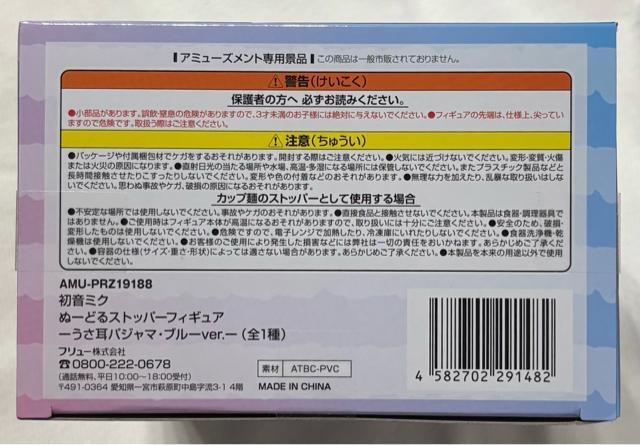 ┃アミューズメント専用景品┃この商品は一般市販されておりません。
⚠警告(けいこく)
保護者の方へ 必ずお読みください。
●小部品があります。誤飲・窒息の危険がありますので、3才未満のお子様には絶対に与えないでください。●フィギュアの先端は、仕様上、尖ってい
ますので危険です。取扱う際はご注意ください。
⚠注意(ちゅうい)
●パッケージや付属梱包材でケガをするおそれがあります。開封する際はご注意ください。●火気には近づけないでください。変形・変質・火傷
または火災の原因になります。●直射日光の当たる場所や水場、高温・多湿になる場所には保管しないでください。またプラスチック製品などと
長時間接触させたりこすったりしないでください。変形や色の付着などのおそれがあります。●無理な力を加えたり、乱暴な取り扱いはしな
いでください。思わぬ事故やケガ、破損の原因になるおそれがあります。
カップ麺のストッパーとして使用する場合
●不安定な場所では使用しないでください。事故やケガのおそれがあります。●直接食品と接触させないでください。本製品は食器・調理器具で
はありません。●ご使用時はフィギュア本体が高温になるおそれがありますので、取り扱いには十分にご注意ください。●安全のため、破損、
変形したものは使用しないでください。●危険ですので、電子レンジで加熱したり、冷凍庫にいれたりしないでください。●食器洗浄機・乾
燥機は使用しないでください。●お客様のご使用により発生した損害などには弊社は一切の責任をおいかねます。あらかじめご了承くださ
い。●容器の仕様(サイズ・重さ・形状)によっては適さない場合があります。あらかじめご了承ください。●本製品を本来の用途以外で使用
しないでください。
AMU-PRZ19188
初音ミク
ぬーどるストッパーフィギュア
ーうさ耳パジャマ・ブルーver.ー (全1種)
フリュー株式会社
☎0800-222-0678
(通話無料、平日10:00～18:00受付)
〒491-0364 愛知県一宮市萩原町中島字流3-1 4階
素材 ATBC-PVC
MADE IN CHINA
4 582702 291482